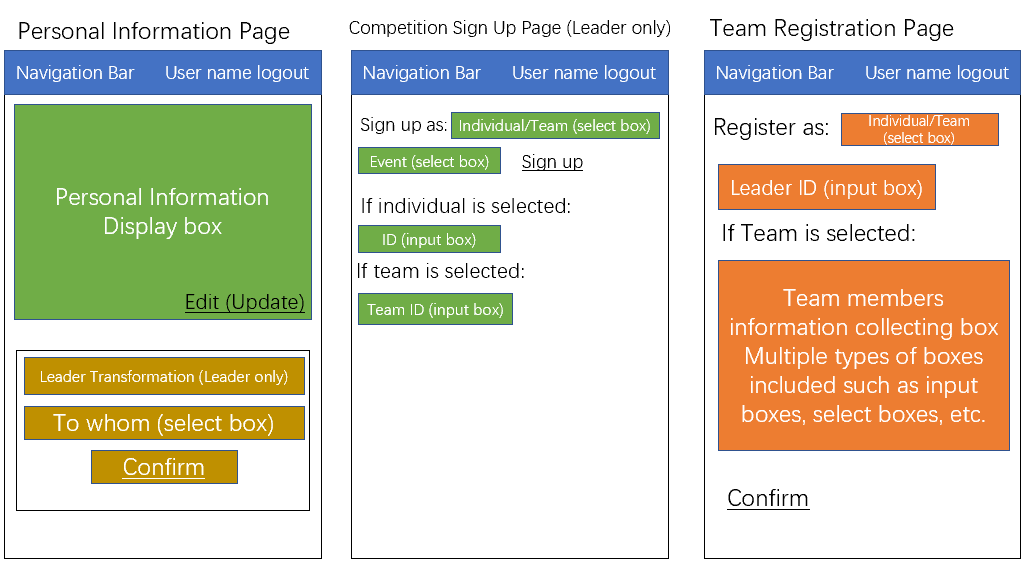 Personal Information Page
Navigation Bar User name logout
Personal Information
Display box
Edit (Update)
Leader Transformation (Leader only)
To whom (select box)
Confirm
Competition Sign Up Page (Leader only)
Navigation Bar User name logout
Sign up as: Individual/Team (select box)
Event (select box) Sign up
If individual is selected:
ID (input box)
If team is selected:
Team ID (input box)
Team Registration Page
Navigation Bar User name logout
Register as: Individual/Team
(select box)
Leader ID (input box)
If Team is selected:
Team members
information collecting box
Multiple types of boxes
included such as input
boxes, select boxes, etc.
Confirm